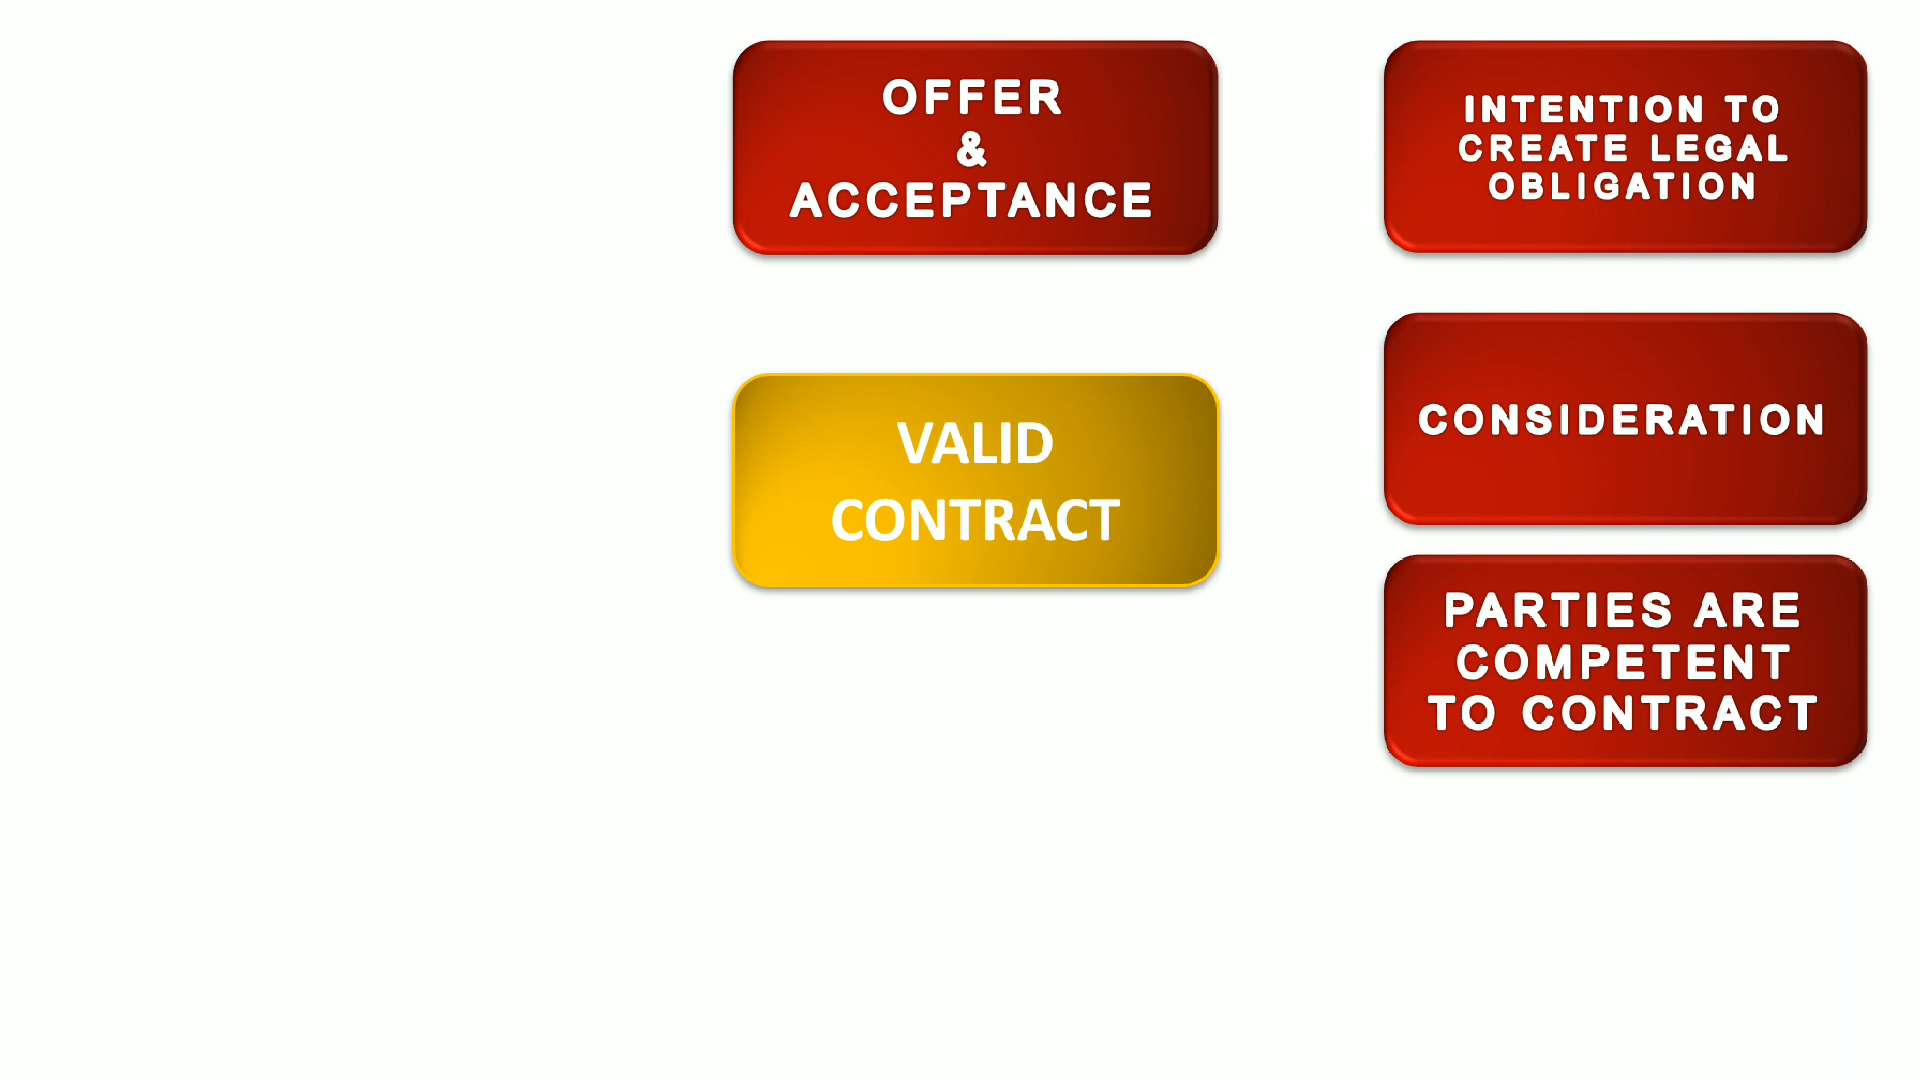 OFFER
&
ACCEPTANCE
INTENTION TO
CREATE LEGAL
OBLIGATION
VALID
CONTRACT
CONSIDERATION
PARTIES ARE
COMPETENT
TO CONTRACT